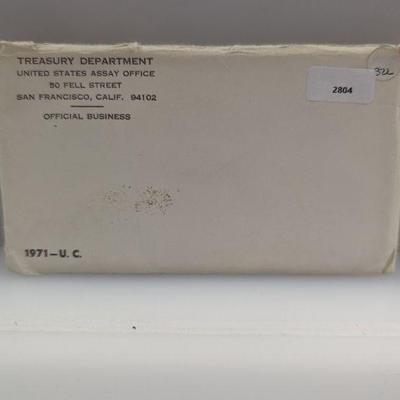 TREASURY DEPARTMENT
UNITED STATES ASSAY OFFICE
50 FELL STREET
SAN FRANCISCO, CALIF. 94102
OFFICIAL BUSINESS
2804
1971-U. C.